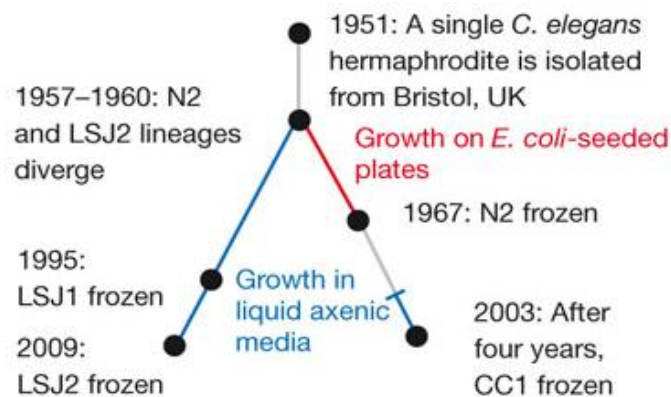 1951: A single C. elegans
hermaphrodite is isolated
from Bristol, UK
1957–1960: N2
and LSJ2 lineages
diverge
Growth on E. coli-seeded
plates
1967: N2 frozen
1995:
LSJ1 frozen
Growth in
liquid axenic
media
2009:
LSJ2 frozen
2003: After
four years,
CC1 frozen